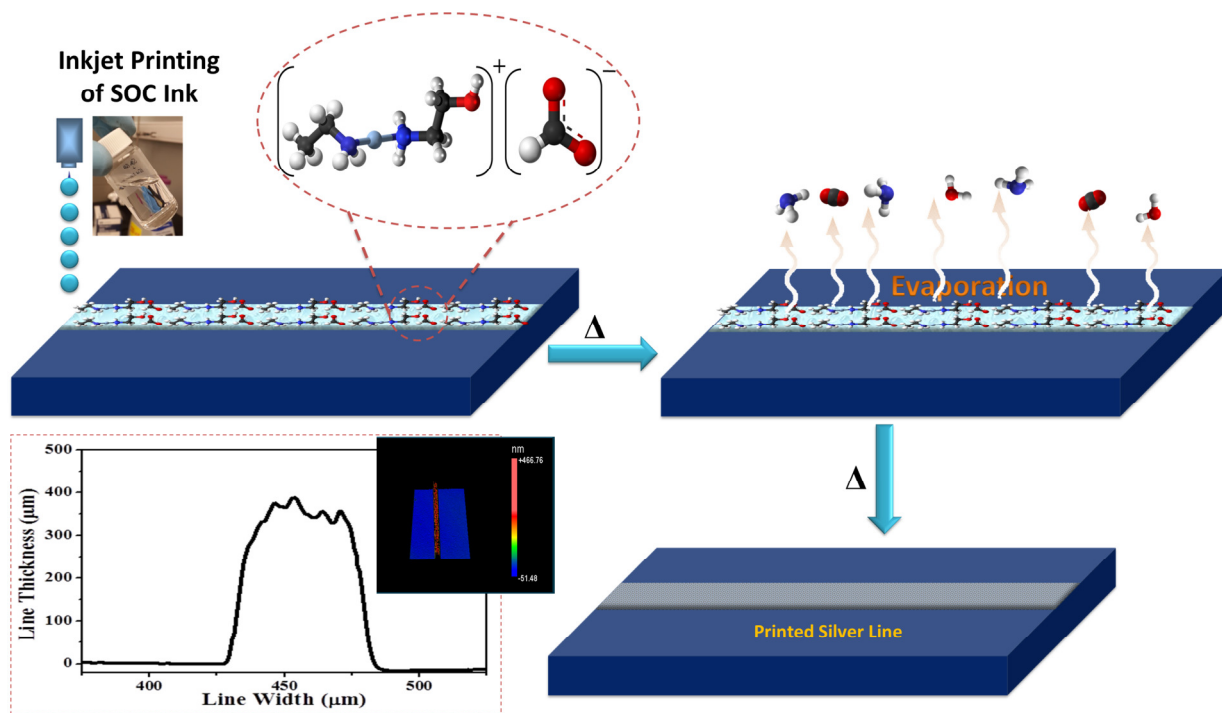 Inkjet Printing
of SOC Ink
+
−
Evaporation
Δ
Δ
500
400
300
200
100
0
Line Thickness (μm)
400
450
500
Line Width (μm)
nm
+466.76
-51.48
Printed Silver Line